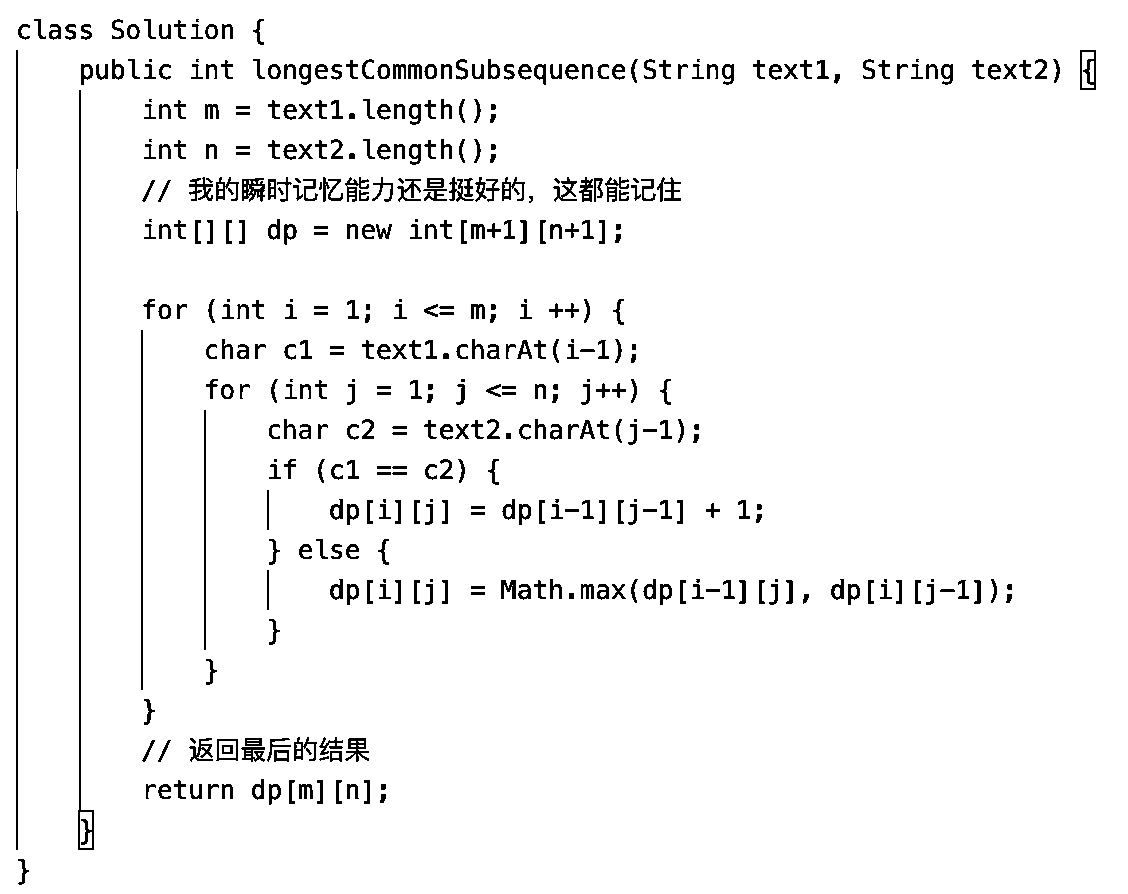 class Solution {
    public int longestCommonSubsequence(String text1, String text2) {
        int m = text1.length();
        int n = text2.length();
        // 我的瞬时记忆能力还是挺好的，这都能记住
        int[][] dp = new int[m+1][n+1];

        for (int i = 1; i <= m; i ++) {
            char c1 = text1.charAt(i-1);
            for (int j = 1; j <= n; j++) {
                char c2 = text2.charAt(j-1);
                if (c1 == c2) {
                    dp[i][j] = dp[i-1][j-1] + 1;
                } else {
                    dp[i][j] = Math.max(dp[i-1][j], dp[i][j-1]);
                }
            }
        }
        // 返回最后的结果
        return dp[m][n];
    }
}